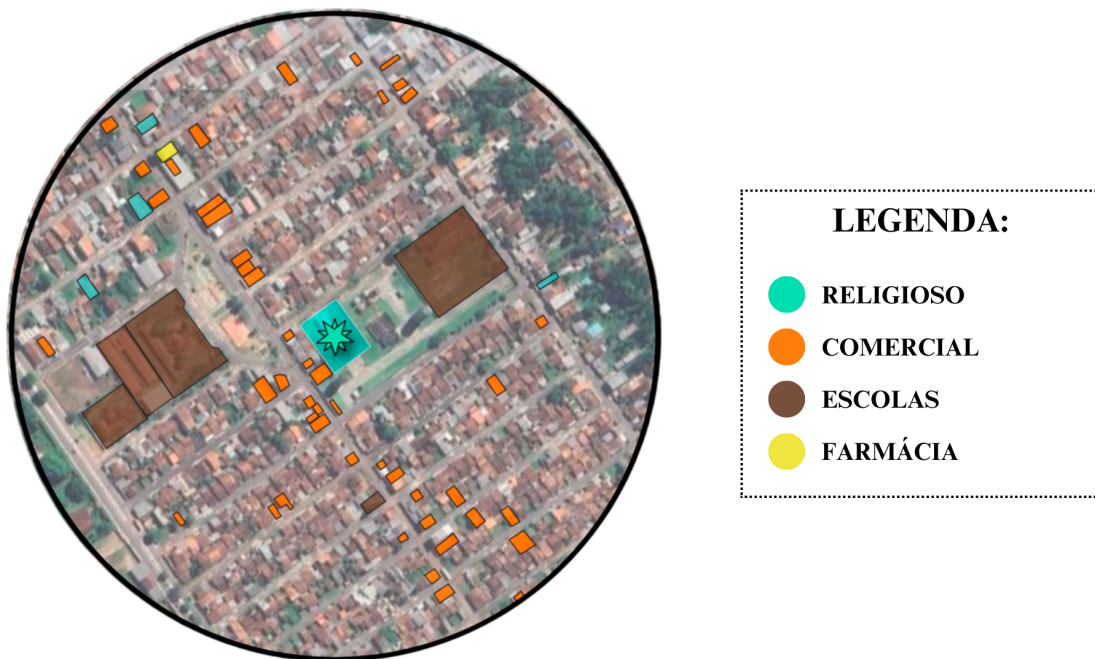 LEGENDA:
RELIGIOSO
COMERCIAL
ESCOLAS
FARMÁCIA